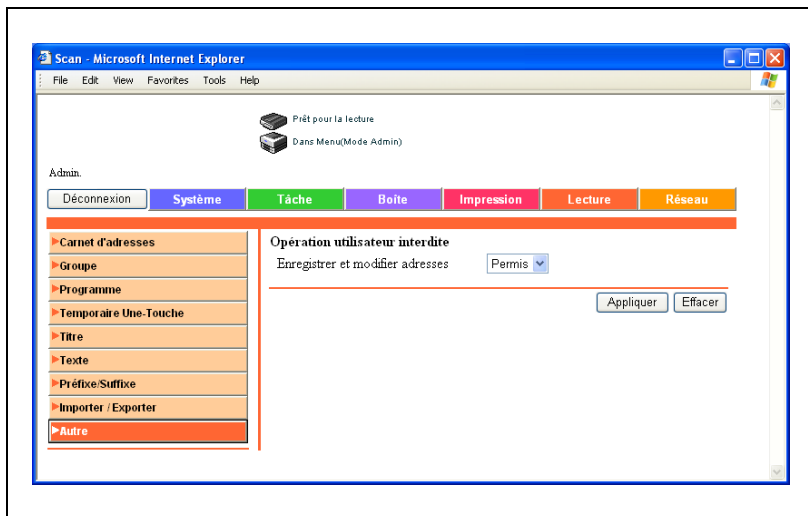 Scan - Microsoft Internet Explorer
File Edit View Favorites Tools Help
Prêt pour la lecture
Dans Menu(Mode Admin)
Admin.
Déconnexion Système Tâche Boîte Impression Lecture Réseau
Carnet d'adresses
Groupe
Programme
Temporaire Une-Touche
Titre
Texte
Préfixe/Suffixe
Importer / Exporter
Autre
Opération utilisateur interdite
Enregistrer et modifier adresses Permis
Appliquer Effacer